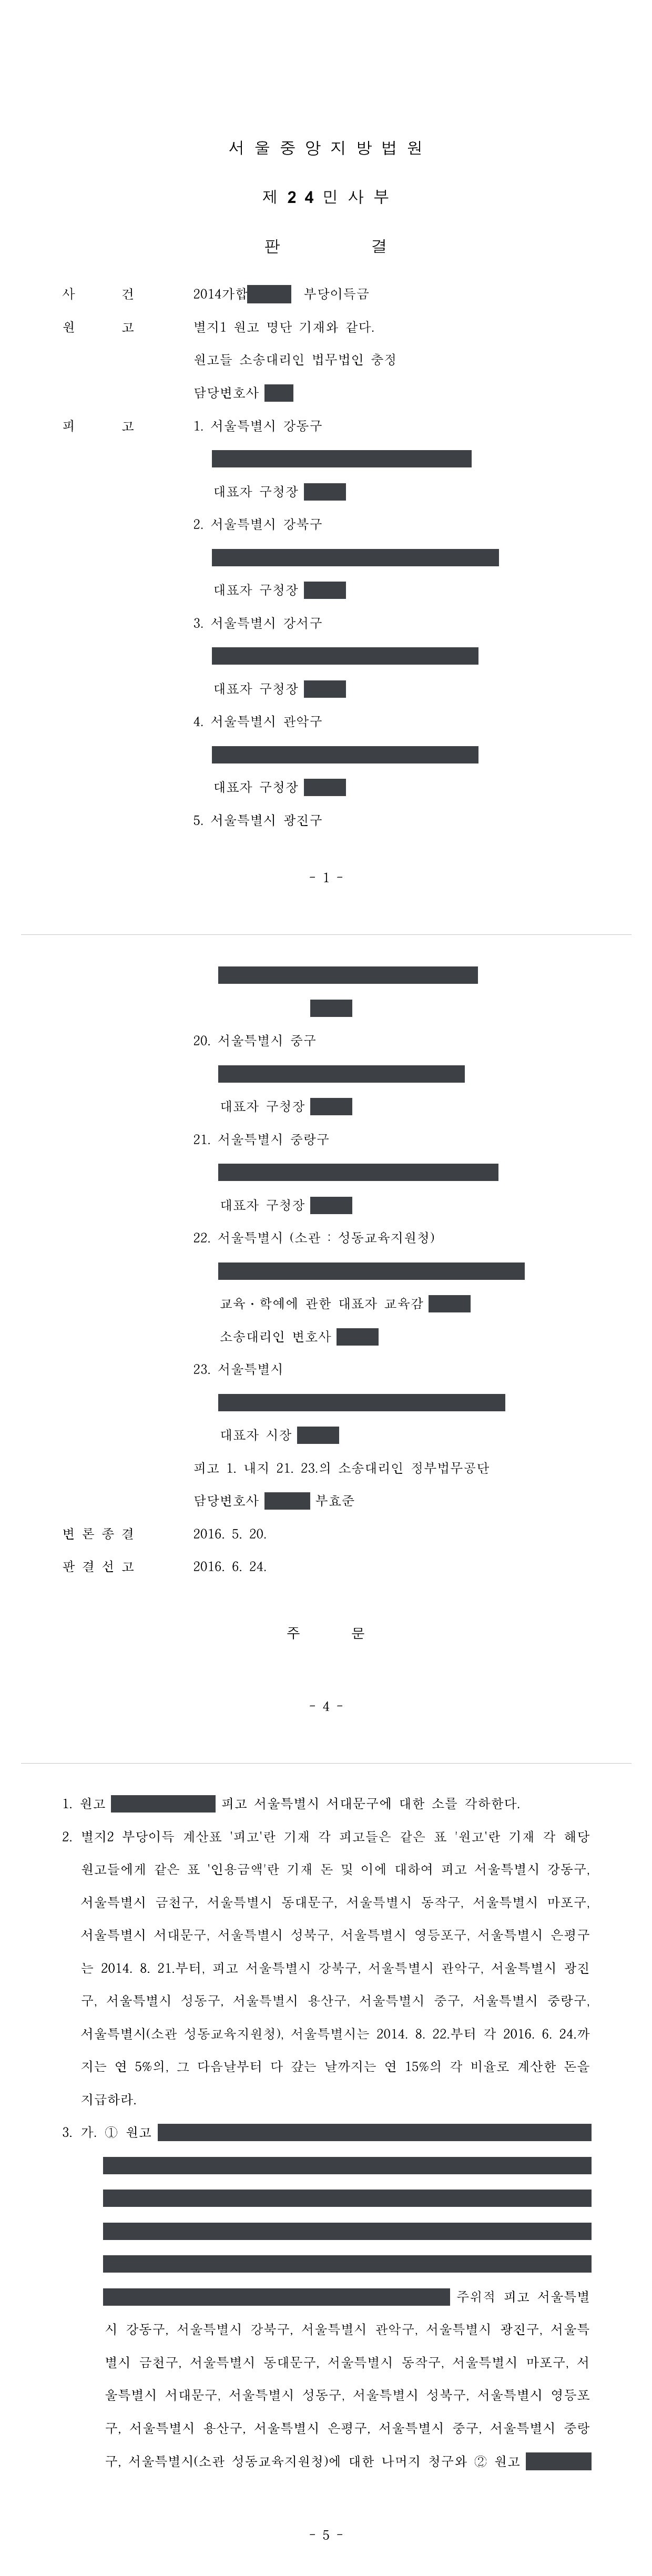 서 울 중 앙 지 방 법 원
제 2 4 민 사 부
판 결
사 건 2014가합 부당이득금
원 고 별지1 원고 명단 기재와 같다.
원고들 소송대리인 법무법인 충정
담당변호사
피 고 1. 서울특별시 강동구
대표자 구청장
2. 서울특별시 강북구
대표자 구청장
3. 서울특별시 강서구
대표자 구청장
4. 서울특별시 관악구
대표자 구청장
5. 서울특별시 광진구
- 1 -
20. 서울특별시 중구
대표자 구청장
21. 서울특별시 중랑구
대표자 구청장
22. 서울특별시 (소관 : 성동교육지원청)
교육・학예에 관한 대표자 교육감
소송대리인 변호사
23. 서울특별시
대표자 시장
피고 1. 내지 21. 23.의 소송대리인 정부법무공단
담당변호사 부효준
변 론 종 결 2016. 5. 20.
판 결 선 고 2016. 6. 24.
주 문
- 4 -
1. 원고 피고 서울특별시 서대문구에 대한 소를 각하한다.
2. 별지2 부당이득 계산표 '피고'란 기재 각 피고들은 같은 표 '원고'란 기재 각 해당
원고들에게 같은 표 '인용금액'란 기재 돈 및 이에 대하여 피고 서울특별시 강동구,
서울특별시 금천구, 서울특별시 동대문구, 서울특별시 동작구, 서울특별시 마포구,
서울특별시 서대문구, 서울특별시 성북구, 서울특별시 영등포구, 서울특별시 은평구
는 2014. 8. 21.부터, 피고 서울특별시 강북구, 서울특별시 관악구, 서울특별시 광진
구, 서울특별시 성동구, 서울특별시 용산구, 서울특별시 중구, 서울특별시 중랑구,
서울특별시(소관 성동교육지원청), 서울특별시는 2014. 8. 22.부터 각 2016. 6. 24.까
지는 연 5%의, 그 다음날부터 다 갚는 날까지는 연 15%의 각 비율로 계산한 돈을
지급하라.
3. 가. ① 원고
주위적 피고 서울특별
시 강동구, 서울특별시 강북구, 서울특별시 관악구, 서울특별시 광진구, 서울특
별시 금천구, 서울특별시 동대문구, 서울특별시 동작구, 서울특별시 마포구, 서
울특별시 서대문구, 서울특별시 성동구, 서울특별시 성북구, 서울특별시 영등포
구, 서울특별시 용산구, 서울특별시 은평구, 서울특별시 중구, 서울특별시 중랑
구, 서울특별시(소관 성동교육지원청)에 대한 나머지 청구와 ② 원고
- 5 -